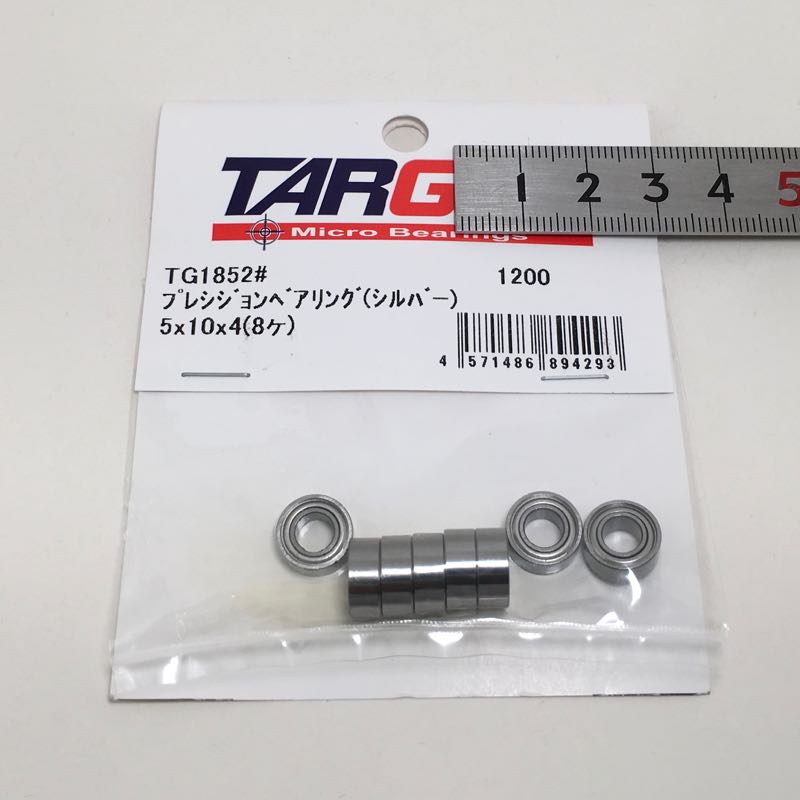 TARG
Micro Bearings
1 2 3 4 5
TG1852# 1200
ﾌﾟﾚｼｼﾞｮﾝﾍﾞｱﾘﾝｸﾞ(ｼﾙﾊﾞｰ)
5x10x4(8ケ)
4 571486 894293